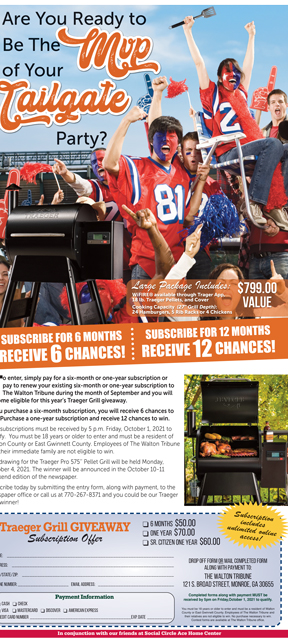 Are You Ready to
Be The Mvp
of Your
Tailgate
Party?
Large Package Includes:
WiFIRE® available through Trager App,
18 lb. Traeger Pellets, and Cover
Cooking Capacity (22" Grill Depth):
24 Hamburgers, 5 Rib Racks or 4 Chickens
$799.00
VALUE
SUBSCRIBE FOR 6 MONTHS
RECEIVE 6 CHANCES!
SUBSCRIBE FOR 12 MONTHS
RECEIVE 12 CHANCES!
o enter, simply pay for a six-month or one-year subscription or
pay to renew your existing six-month or one-year subscription to
The Walton Tribune during the month of September and you will
me eligible for this year's Traeger Grill giveaway.
u purchase a six-month subscription, you will receive 6 chances to
Purchase a one-year subscription and receive 12 chances to win.
subscriptions must be received by 5 p.m. Friday, October 1, 2021 to
fy. You must be 18 years or older to enter and must be a resident of
on County or East Gwinnett County. Employees of The Walton Tribune
their immediate family are not eligible to win.
drawing for the Traeger Pro 575" Pellet Grill will be held Monday,
ber 4, 2021. The winner will be announced in the October 10-11
end edition of the newspaper.
cribe today by submitting the entry form, along with payment, to the
spaper office or call us at 770-267-8371 and you could be our Traeger
winner!
Subscription
includes
unlimited online
access!
Traeger Grill GIVEAWAY
Subscription Offer
6 MONTHS $50.00
ONE YEAR $70.00
SR. CITIZEN ONE YEAR $60.00
STATE/ZIP:
EMAIL ADDRESS:
Payment Information
CASH CHECK
VISA MASTERCARD DISCOVER AMERICAN EXPRESS
CARD NUMBER
EXP DATE
DROP OFF FORM OR MAIL COMPLETED FORM
ALONG WITH PAYMENT TO:
THE WALTON TRIBUNE
121 S. BROAD STREET, MONROE, GA 30655
Completed forms along with payment MUST be
received by 5pm on Friday, October 1, 2021 to qualify.
In conjunction with our friends at Social Circle Ace Home Center